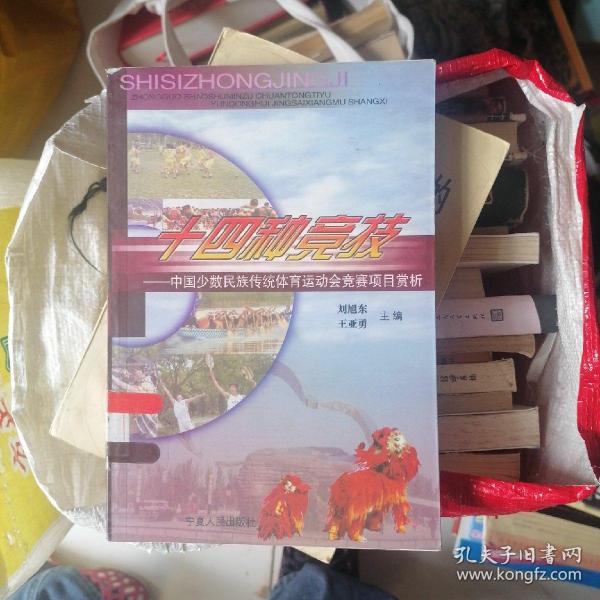 SHISIZHONGJINGJI
ZHONGGUO SHAOSHUMINZU CHUANTONGTIYU
YUNDONGHUI JINGSAIXIANGMU SHANGXI
十四种竞技
——中国少数民族传统体育运动会竞赛项目赏析
刘旭东
王亚勇
主编
宁夏人民出版社
孔夫子旧书网
www.kongfz.com